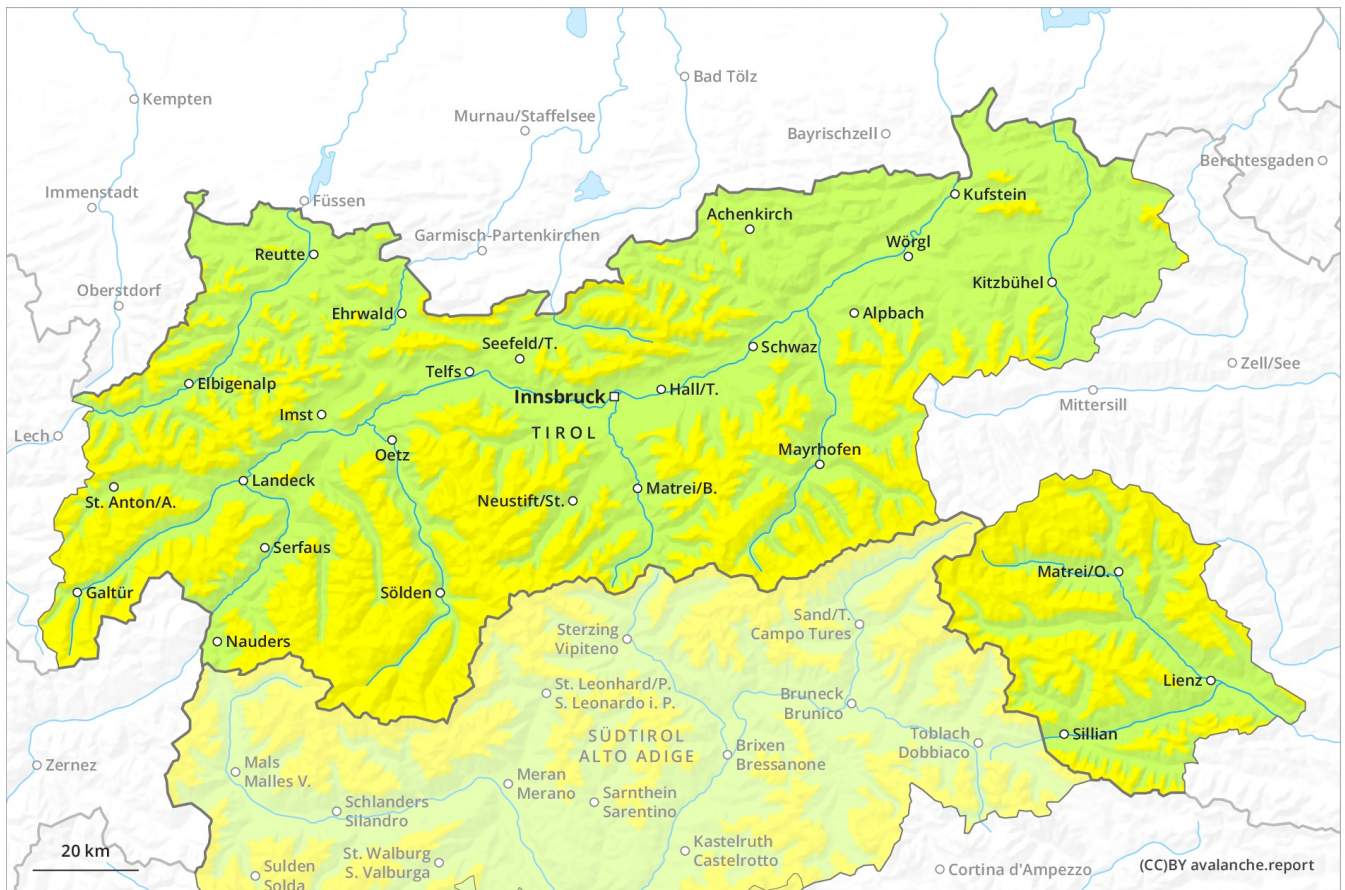 Bad Tölz
Kempten
Murnau/Staffelsee
Bayrischzell
Berchtesgaden
Immenstadt
Füssen
Kufstein
Achenkirch
Garmisch-Partenkirchen
Reutte
Wörgl
Oberstdorf
Kitzbühel
Ehrwald
Alpbach
Seefeld/T.
Schwaz
Zell/See
Telfs
Elbigenalp
Hall/T.
Innsbruck
Mittersill
Imst
TIROL
Lech
Oetz
Mayrhofen
Landeck
Matrei/B.
St. Anton/A.
Neustift/St.
Serfaus
Matrei/O.
Galtür
Sölden
Sand/T.
Campo Tures
Sterzing
Vipiteno
Nauders
Lienz
St. Leonhard/P.
S. Leonardo i. P.
Bruneck
Brunico
Sillian
SÜDTIROL
ALTO ADIGE
Toblach
Dobbiaco
Brixen
Bressanone
Zernez
Mals
Malles V.
Meran
Merano
Sarnthein
Sarentino
Schlanders
Silandro
Kastelruth
Castelrotto
20 km
St. Walburg
S. Valburga
Sulden
Solda
Cortina d'Ampezzo
(CC)BY avalanche.report